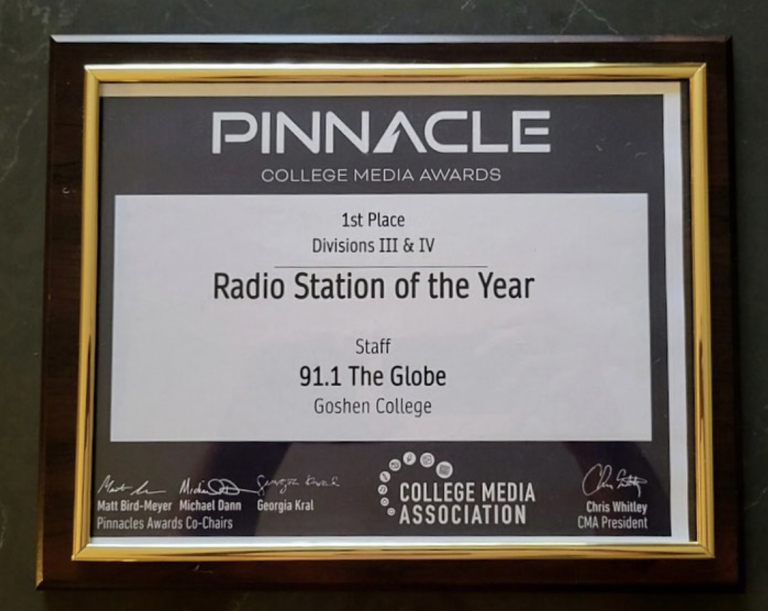 PINNACLE
COLLEGE MEDIA AWARDS
1st Place
Divisions III & IV
Radio Station of the Year
Staff
91.1 The Globe
Goshen College
Matt Bird-Meyer Michael Dann Georgia Kral
Pinnacles Awards Co-Chairs
COLLEGE MEDIA
ASSOCIATION
Chris Whitley
CMA President